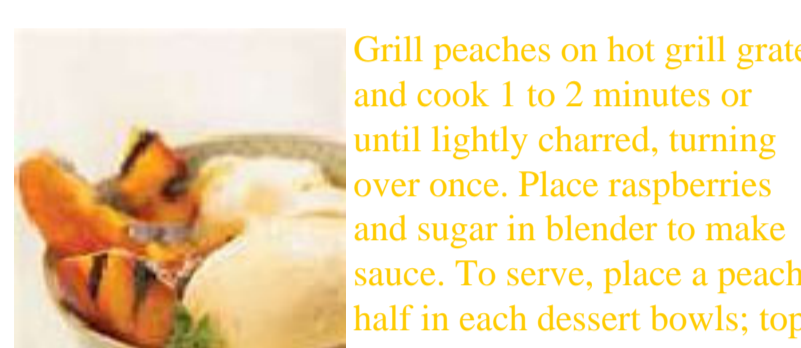 Grill peaches on hot grill grate
and cook 1 to 2 minutes or
until lightly charred, turning
over once. Place raspberries
and sugar in blender to make
sauce. To serve, place a peach
half in each dessert bowls; top